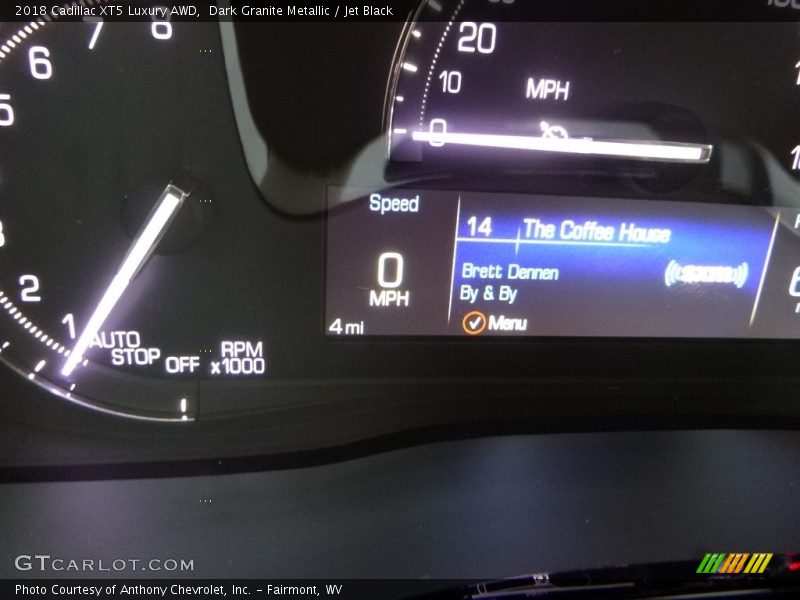 2018 Cadillac XT5 Luxury AWD, Dark Granite Metallic / Jet Black
7
8
6
5
2
1
AUTO
STOP
OFF
RPM
x1000
20
10
0
MPH
Speed
0
MPH
4 mi
14 The Coffee House
Brett Dennen
By & By
Menu
GTCARLOT.COM
Photo Courtesy of Anthony Chevrolet, Inc. – Fairmont, WV